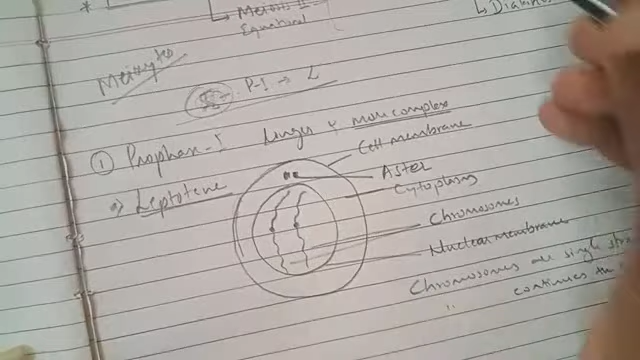 * Meiosis II
Equational
Meiocytes
P-I → L
① Prophase-I longer & more complex
Cell membrane
a) Leptotene
Aster
Cytoplasm
Chromosomes
Nuclear membrane
Chromosomes are single
continues